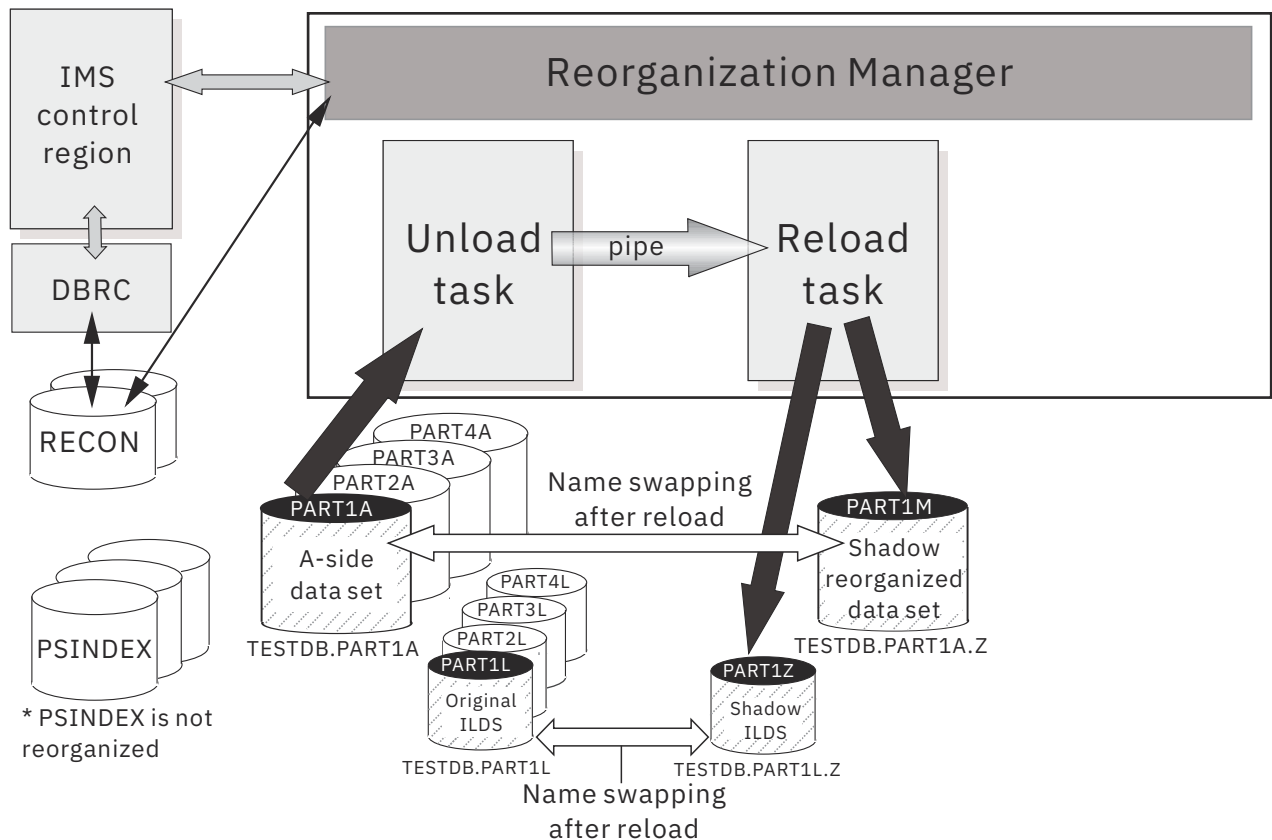 IMS
control
region
Reorganization Manager
DBRC
RECON
PSINDEX
* PSINDEX is not
reorganized
Unload
task
pipe
Reload
task
PART4A
PART3A
PART2A
PART1A
A-side
data set
TESTDB.PART1A
Name swapping
after reload
PART1M
Shadow
reorganized
data set
TESTDB.PART1A.Z
PART4L
PART3L
PART2L
PART1L
Original
ILDS
TESTDB.PART1L
PART1Z
Shadow
ILDS
TESTDB.PART1L.Z
Name swapping
after reload